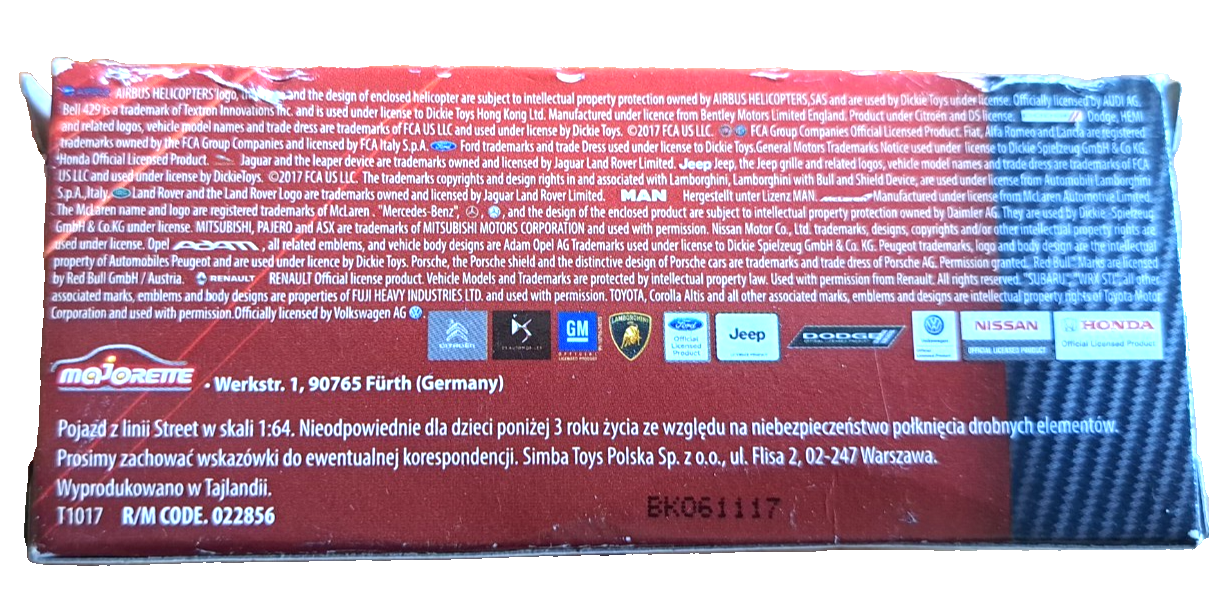 AIRBUS AIRBUS HELICOPTERS' logo, and the design of enclosed helicopter are subject to intellectual property protection owned by AIRBUS HELICOPTERS,SAS and are used by Dickie Toys under license. Officially licensed by AUDI AG.
Bell 429 is a trademark of Textron Innovations Inc. and is used under license to Dickie Toys Hong Kong Ltd. Manufactured under licence from Bentley Motors Limited England. Product under Citroën and DS license. Dodge, HEMI
and related logos, vehicle model names and trade dress are trademarks of FCA US LLC and used under license by Dickie Toys. ©2017 FCA US LLC. FCA Group Companies Official Licensed Product. Fiat, Alfa Romeo and Lancia are registered
trademarks owned by the FCA Group Companies and licensed by FCA Italy S.p.A. Ford Ford trademarks and trade Dress used under license to Dickie Toys.General Motors Trademarks Notice used under license to Dickie Spielzeug GmbH & Co KG.
Honda Official Licensed Product. Jaguar and the leaper device are trademarks owned and licensed by Jaguar Land Rover Limited. Jeep Jeep, the Jeep grille and related logos, vehicle model names and trade dress are trademarks of FCA
US LLC and used under license by DickieToys. ©2017 FCA US LLC. The trademarks copyrights and design rights in and associated with Lamborghini, Lamborghini with Bull and Shield Device, are used under license from Automobili Lamborghini
S.p.A.,Italy. Land Rover and the Land Rover Logo are trademarks owned and licensed by Jaguar Land Rover Limited. MAN Hergestellt unter Lizenz MAN. McLaren Manufactured under license from McLaren Automotive Limited.
The McLaren name and logo are registered trademarks of McLaren. "Mercedes-Benz", , , and the design of the enclosed product are subject to intellectual property protection owned by Daimler AG. They are used by Dickie -Spielzeug
GmbH & Co.KG under license. MITSUBISHI, PAJERO and ASX are trademarks of MITSUBISHI MOTORS CORPORATION and used with permission. Nissan Motor Co., Ltd. trademarks, designs, copyrights and/or other intellectual property rights are
used under license. Opel ADAM , all related emblems, and vehicle body designs are Adam Opel AG Trademarks used under license to Dickie Spielzeug GmbH & Co. KG. Peugeot trademarks, logo and body design are the intellectual
property of Automobiles Peugeot and are used under licence by Dickie Toys. Porsche, the Porsche shield and the distinctive design of Porsche cars are trademarks and trade dress of Porsche AG. Permission granted. Red Bull" Marks are licensed
by Red Bull GmbH / Austria. RENAULT RENAULT Official license product. Vehicle Models and Trademarks are protected by intellectual property law. Used with permission from Renault. All rights reserved. "SUBARU", "WRX STI", all other
associated marks, emblems and body designs are properties of FUJI HEAVY INDUSTRIES LTD. and used with permission. TOYOTA, Corolla Altis and all other associated marks, emblems and designs are intellectual property rights of Toyota Motor
Corporation and used with permission.Officially licensed by Volkswagen AG
CITROËN DS AUTOMOBILES GM OFFICIAL LICENSED PRODUCT LAMBORGHINI Ford Official Licensed Product Jeep DODGE Volkswagen NISSAN OFFICIAL LICENSED PRODUCT HONDA Official Licensed Product
majorette • Werkstr. 1, 90765 Fürth (Germany)
Pojazd z linii Street w skali 1:64. Nieodpowiednie dla dzieci poniżej 3 roku życia ze względu na niebezpieczeństwo połknięcia drobnych elementów.
Prosimy zachować wskazówki do ewentualnej korespondencji. Simba Toys Polska Sp. z o.o., ul. Flisa 2, 02-247 Warszawa.
Wyprodukowano w Tajlandii.
T1017 R/M CODE. 022856
BK061117